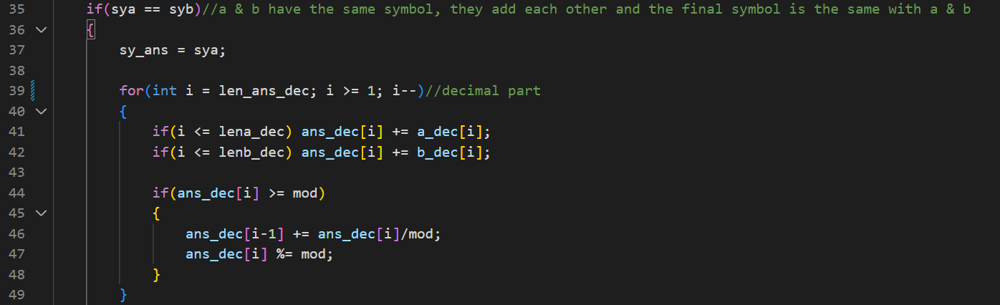 35 if(sya == syb)//a & b have the same symbol, they add each other and the final symbol is the same with a & b
36 {
37 sy_ans = sya;
38
39 for(int i = len_ans_dec; i >= 1; i--)//decimal part
40 {
41 if(i <= lena_dec) ans_dec[i] += a_dec[i];
42 if(i <= lenb_dec) ans_dec[i] += b_dec[i];
43
44 if(ans_dec[i] >= mod)
45 {
46 ans_dec[i-1] += ans_dec[i]/mod;
47 ans_dec[i] %= mod;
48 }
49 }